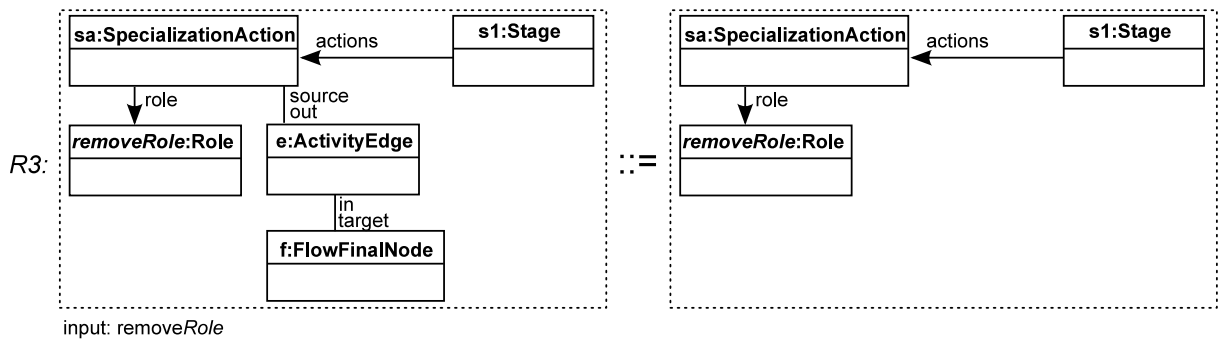 sa:SpecializationAction
s1:Stage
actions
role
source
out
removeRole:Role
e:ActivityEdge
in
target
f:FlowFinalNode
R3:
::=
sa:SpecializationAction
s1:Stage
actions
role
removeRole:Role
input: removeRole